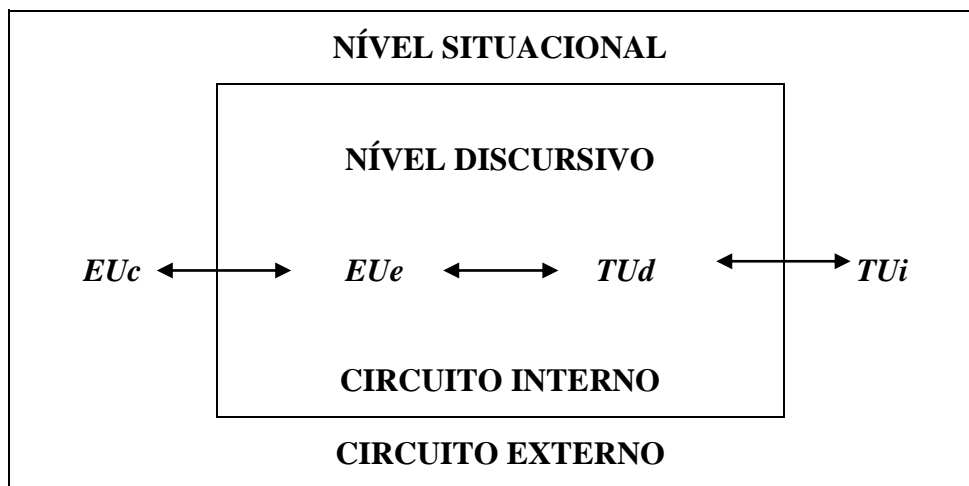 NÍVEL SITUACIONAL
NÍVEL DISCURSIVO
EUc EUe TUd TUi
CIRCUITO INTERNO
CIRCUITO EXTERNO